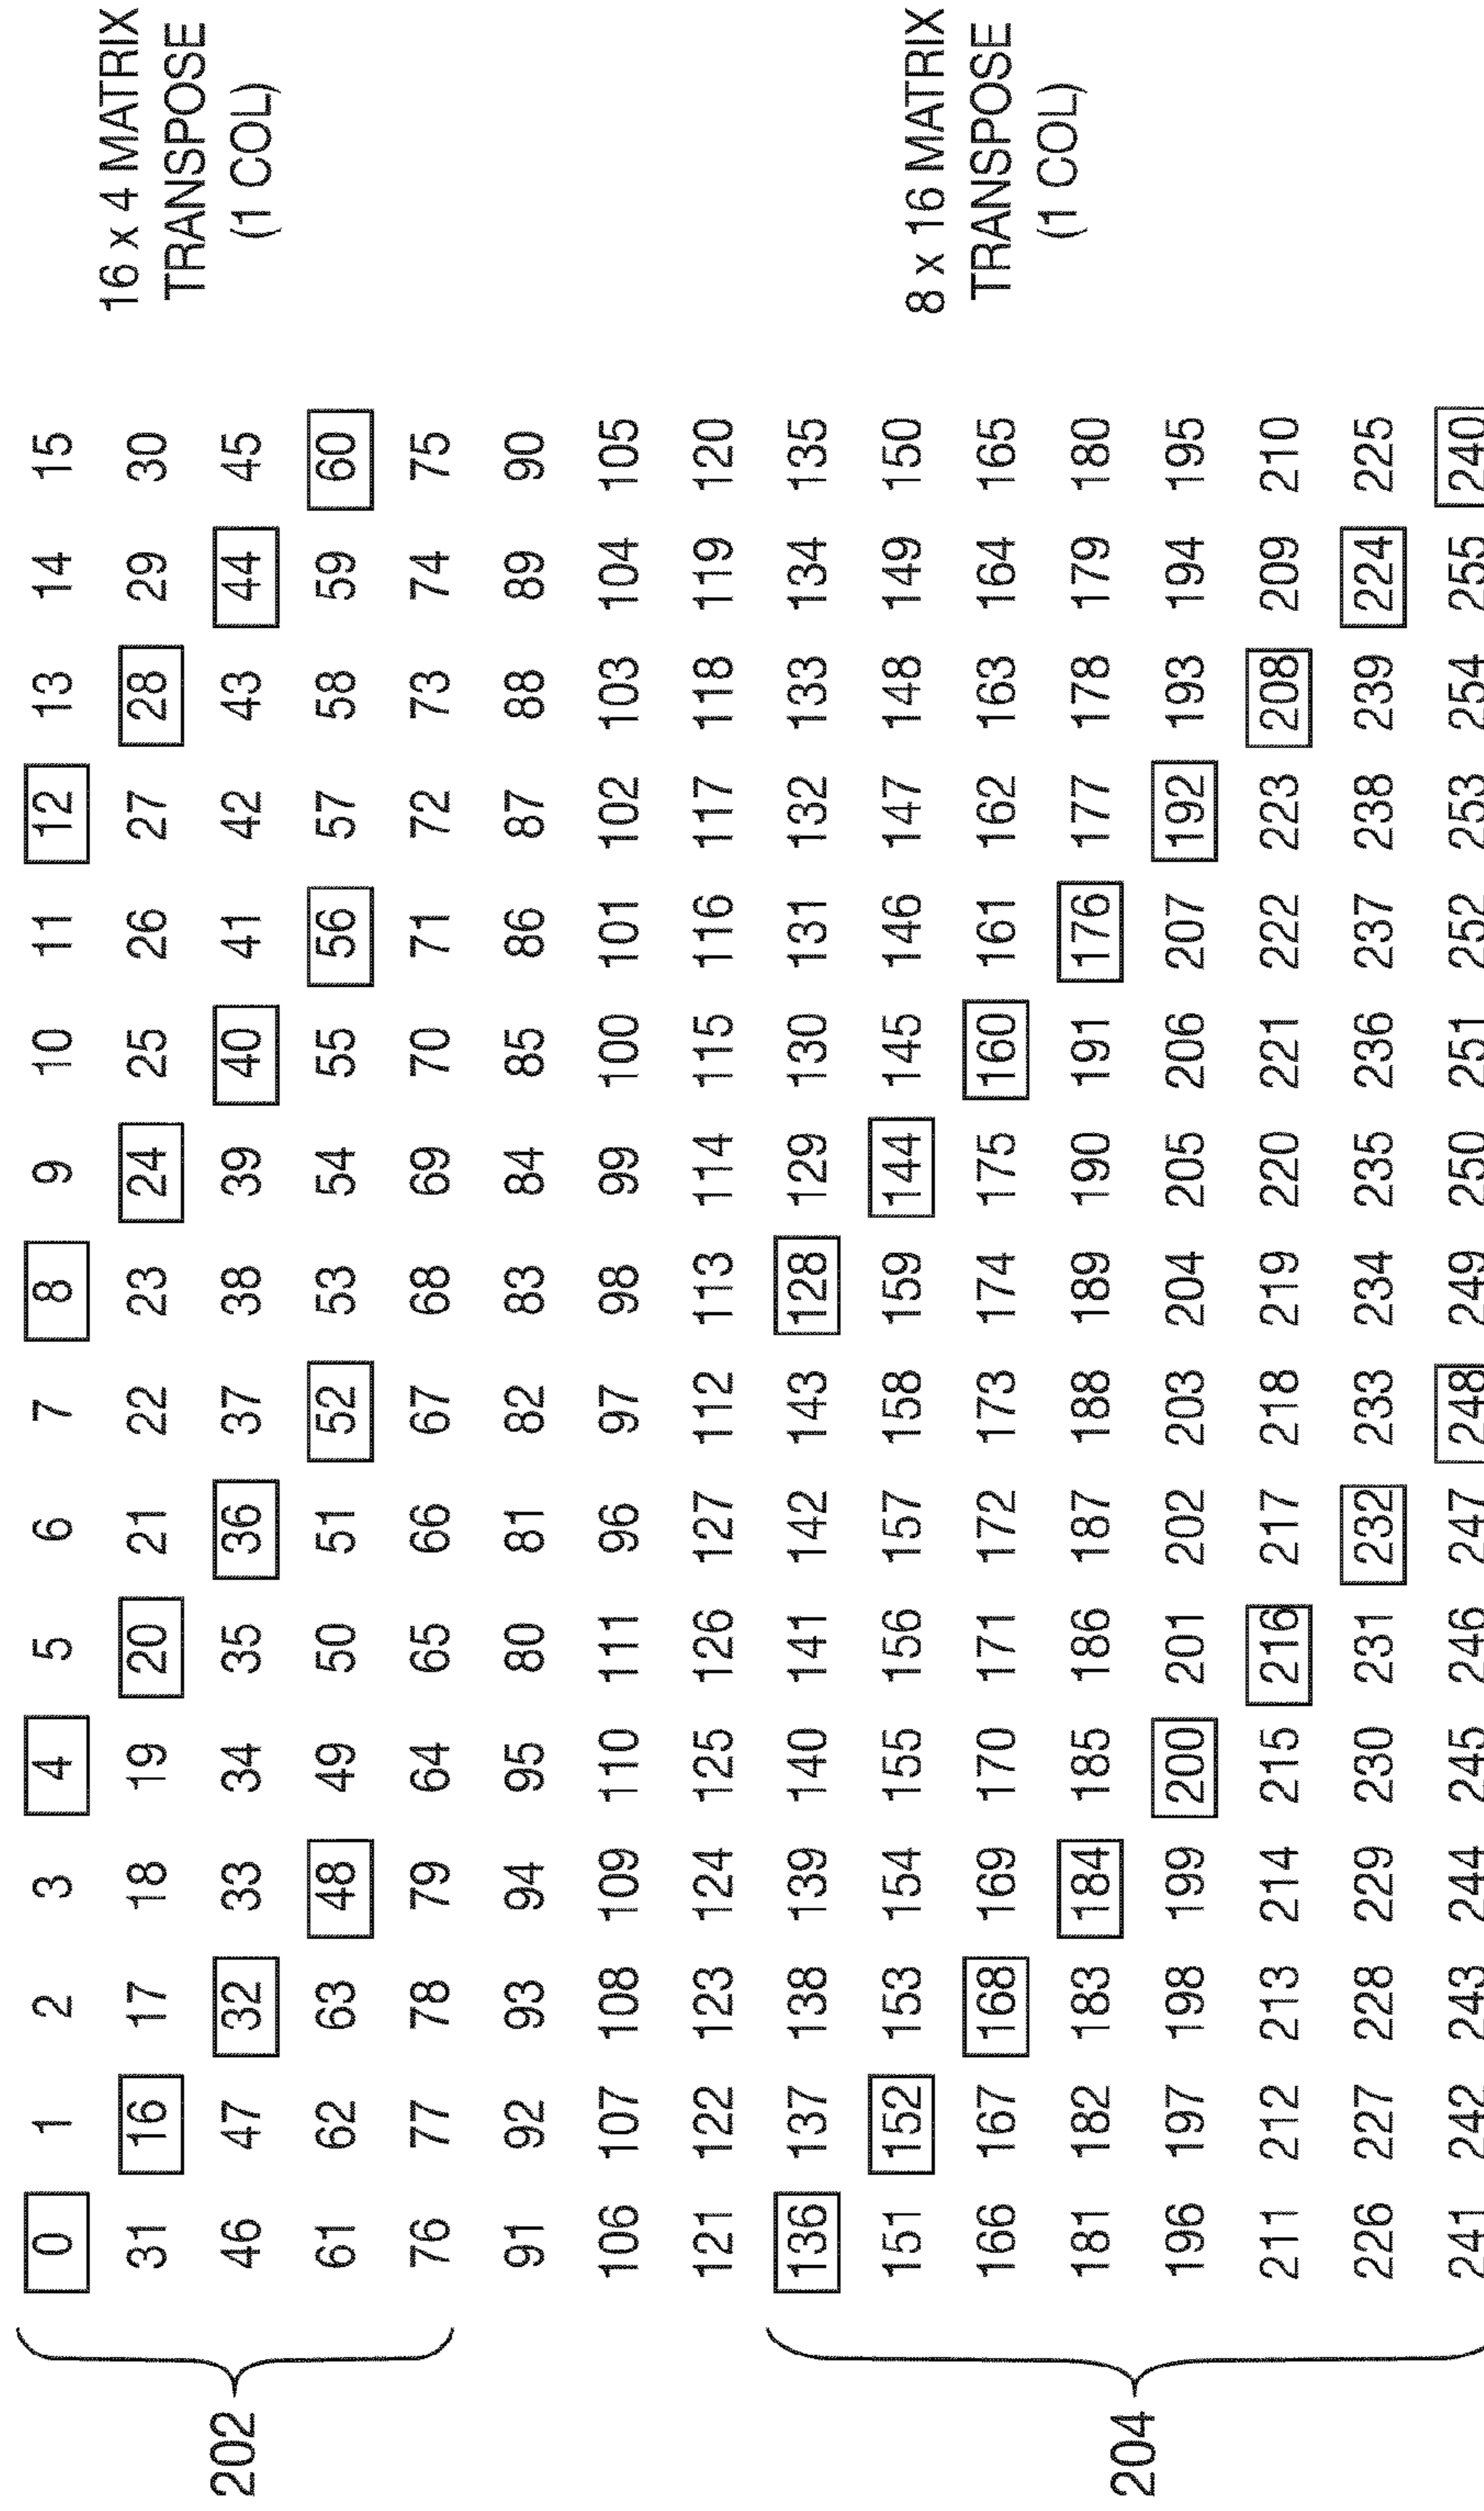 0 1 2 3 4 5 6 7 8 9 10 11 12 13 14 15
31 16 17 18 19 20 21 22 23 24 25 26 27 28 29 30
46 47 32 33 34 35 36 37 38 39 40 41 42 43 44 45
61 62 63 48 49 50 51 52 53 54 55 56 57 58 59 60
76 77 78 79 64 65 66 67 68 69 70 71 72 73 74 75
202
16 x 4 MATRIX
TRANSPOSE
(1 COL)
91 92 93 94 95 80 81 82 83 84 85 86 87 88 89 90
106 107 108 109 110 111 96 97 98 99 100 101 102 103 104 105
121 122 123 124 125 126 127 112 113 114 115 116 117 118 119 120
136 137 138 139 140 141 142 143 128 129 130 131 132 133 134 135
151 152 153 154 155 156 157 158 159 144 145 146 147 148 149 150
166 167 168 169 170 171 172 173 174 175 160 161 162 163 164 165
181 182 183 184 185 186 187 188 189 190 191 176 177 178 179 180
196 197 198 199 200 201 202 203 204 205 206 207 192 193 194 195
211 212 213 214 215 216 217 218 219 220 221 222 223 208 209 210
226 227 228 229 230 231 232 233 234 235 236 237 238 239 224 225
241 242 243 244 245 246 247 248 249 250 251 252 253 254 255 240
204
8 x 16 MATRIX
TRANSPOSE
(1 COL)